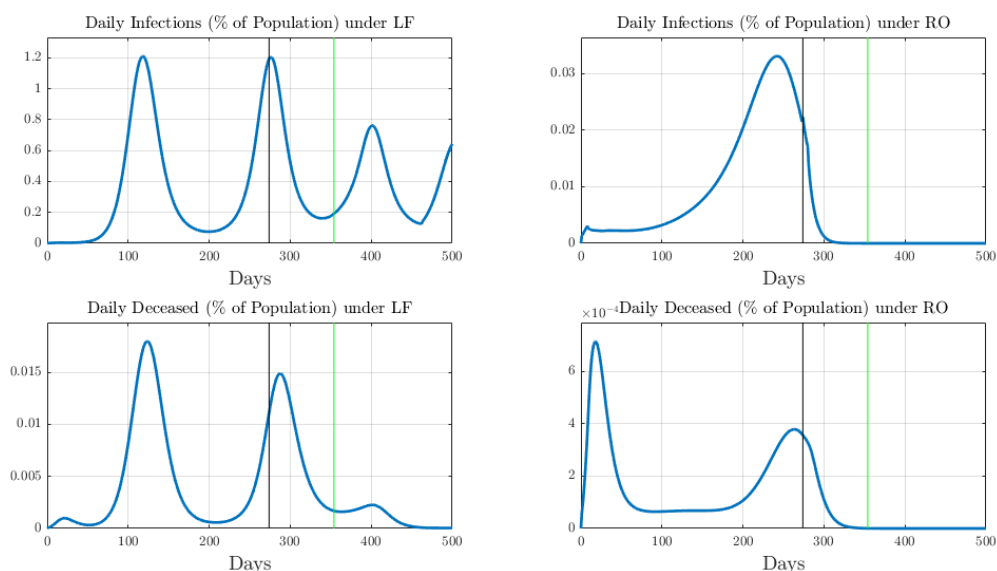 Daily Infections (% of Population) under LF
1.2
1
0.8
0.6
0.4
0.2
0
0 100 200 300 400 500
Days
Daily Infections (% of Population) under RO
0.03
0.02
0.01
0
0 100 200 300 400 500
Days
Daily Deceased (% of Population) under LF
0.015
0.01
0.005
0
0 100 200 300 400 500
Days
×10⁻⁴ Daily Deceased (% of Population) under RO
6
4
2
0
0 100 200 300 400 500
Days